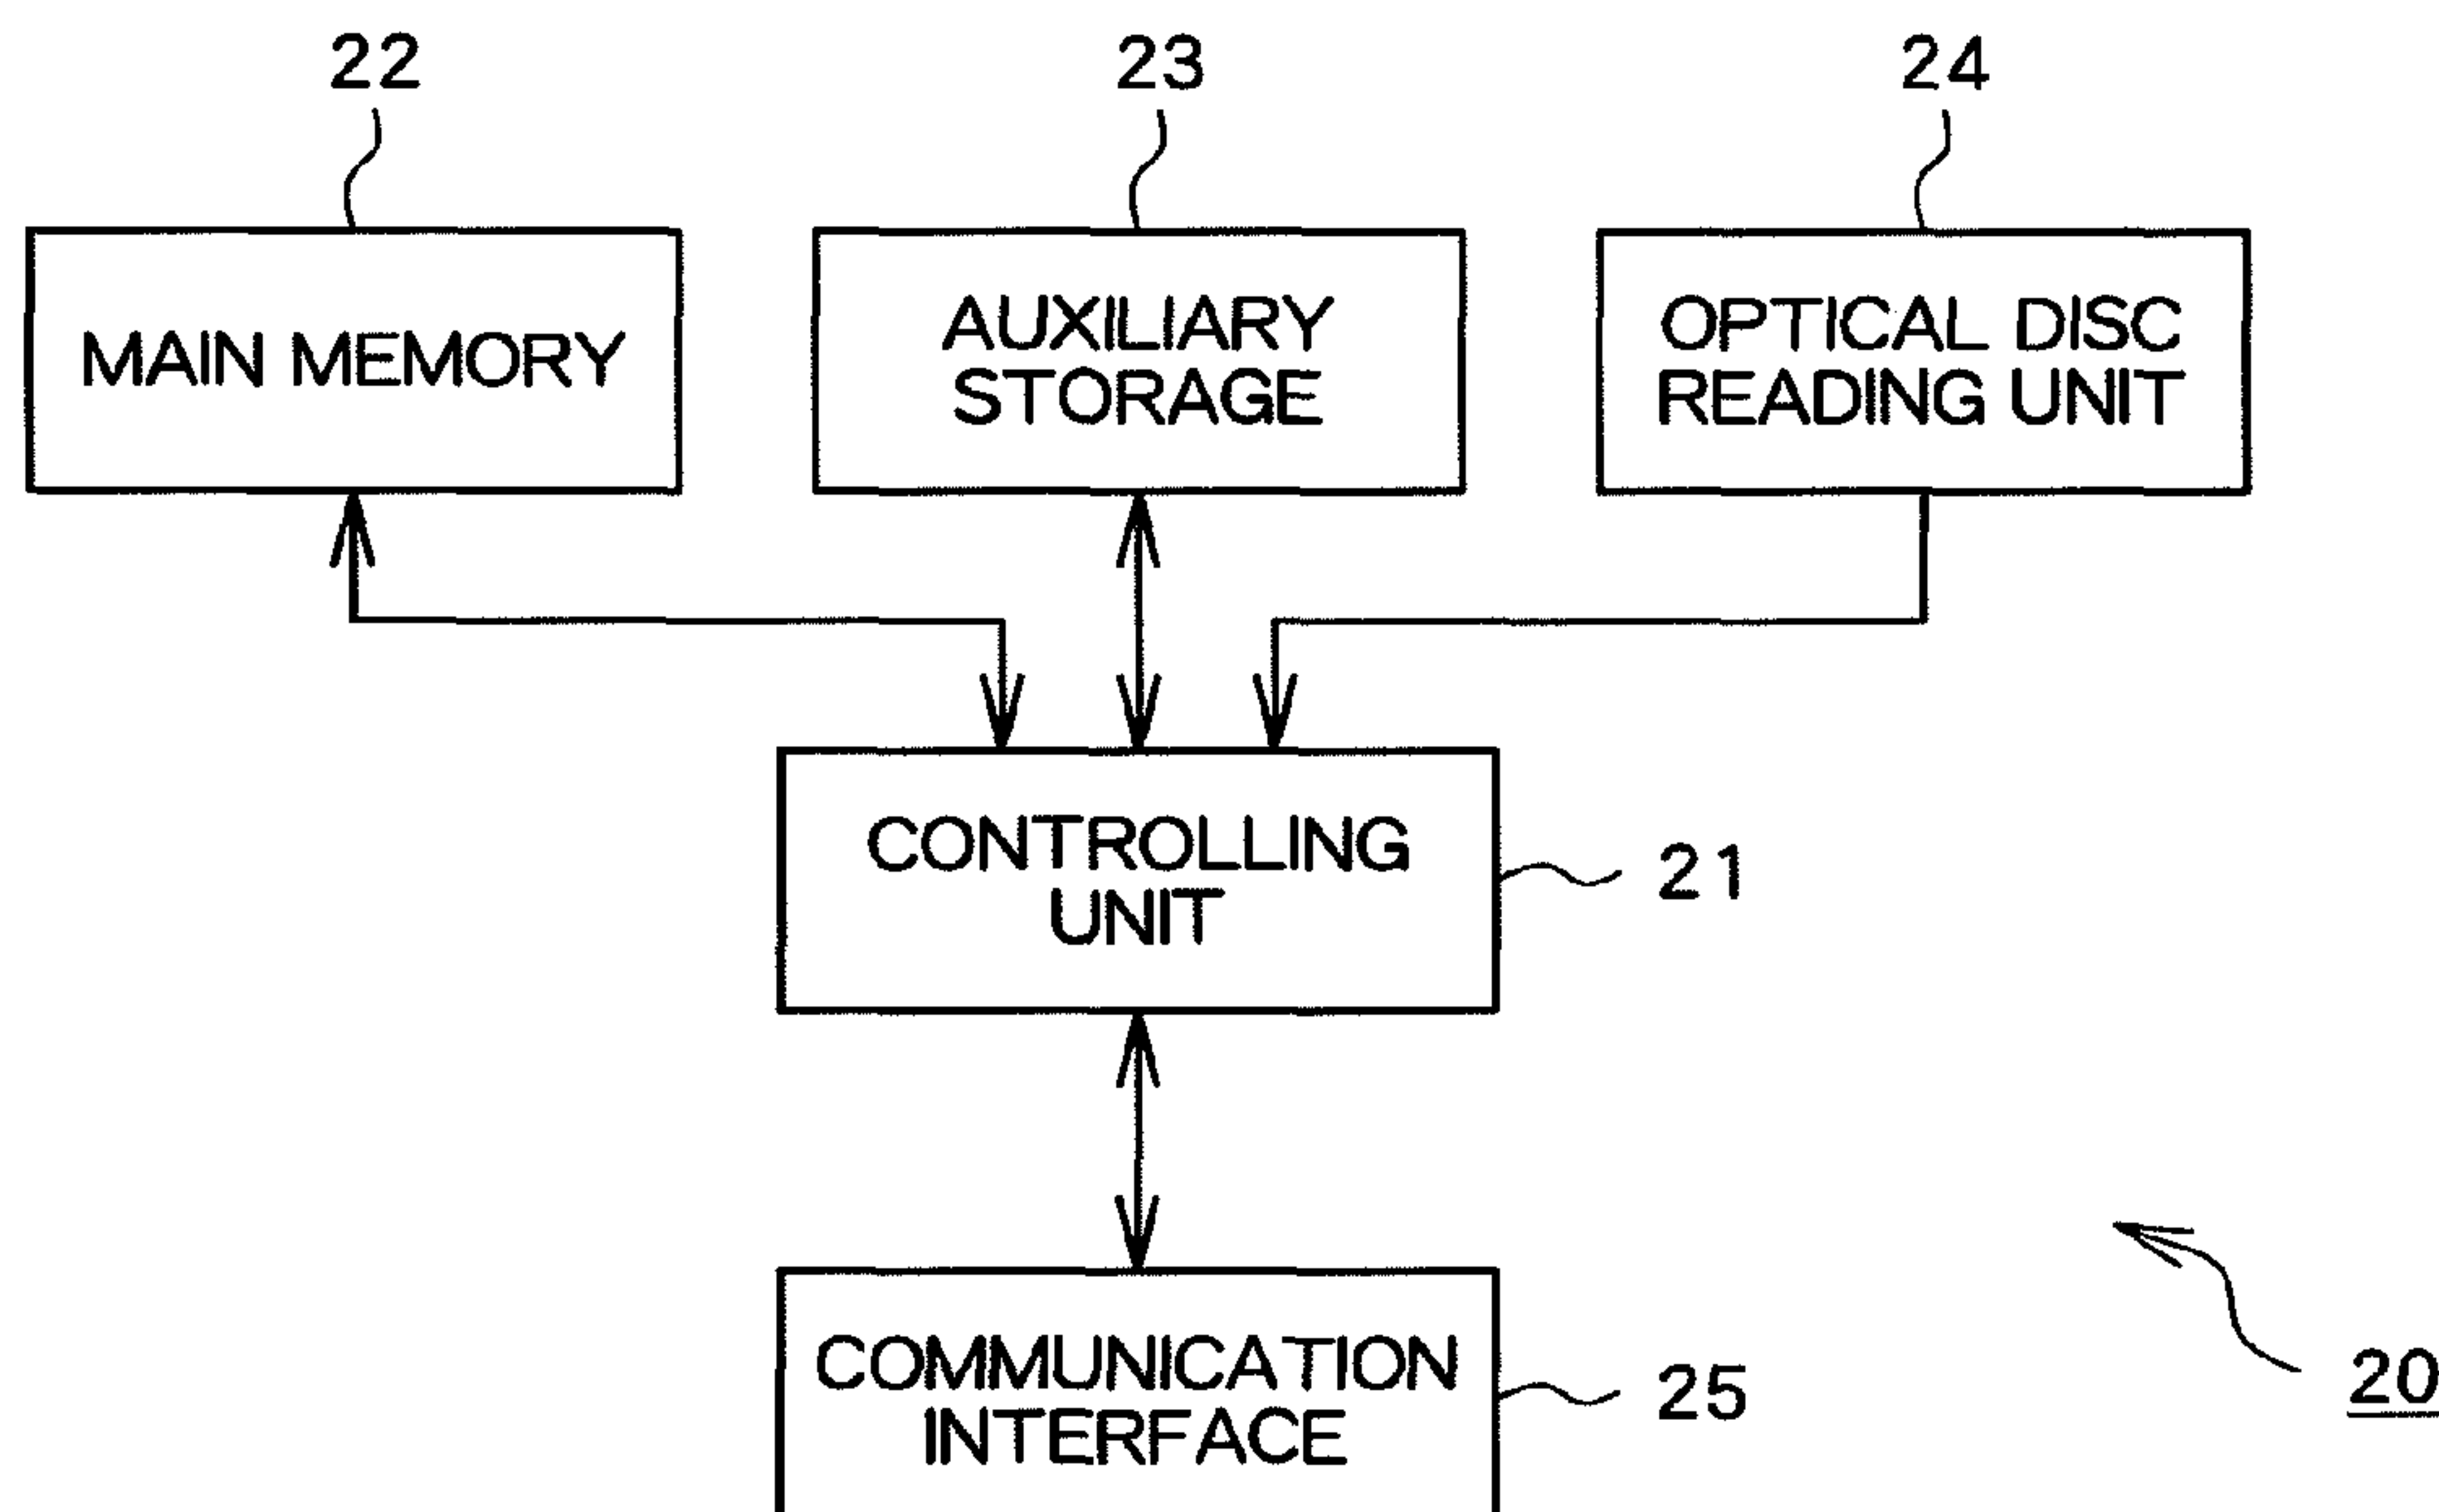 22
23
24
MAIN MEMORY
AUXILIARY
STORAGE
OPTICAL DISC
READING UNIT
CONTROLLING
UNIT
21
COMMUNICATION
INTERFACE
25
20